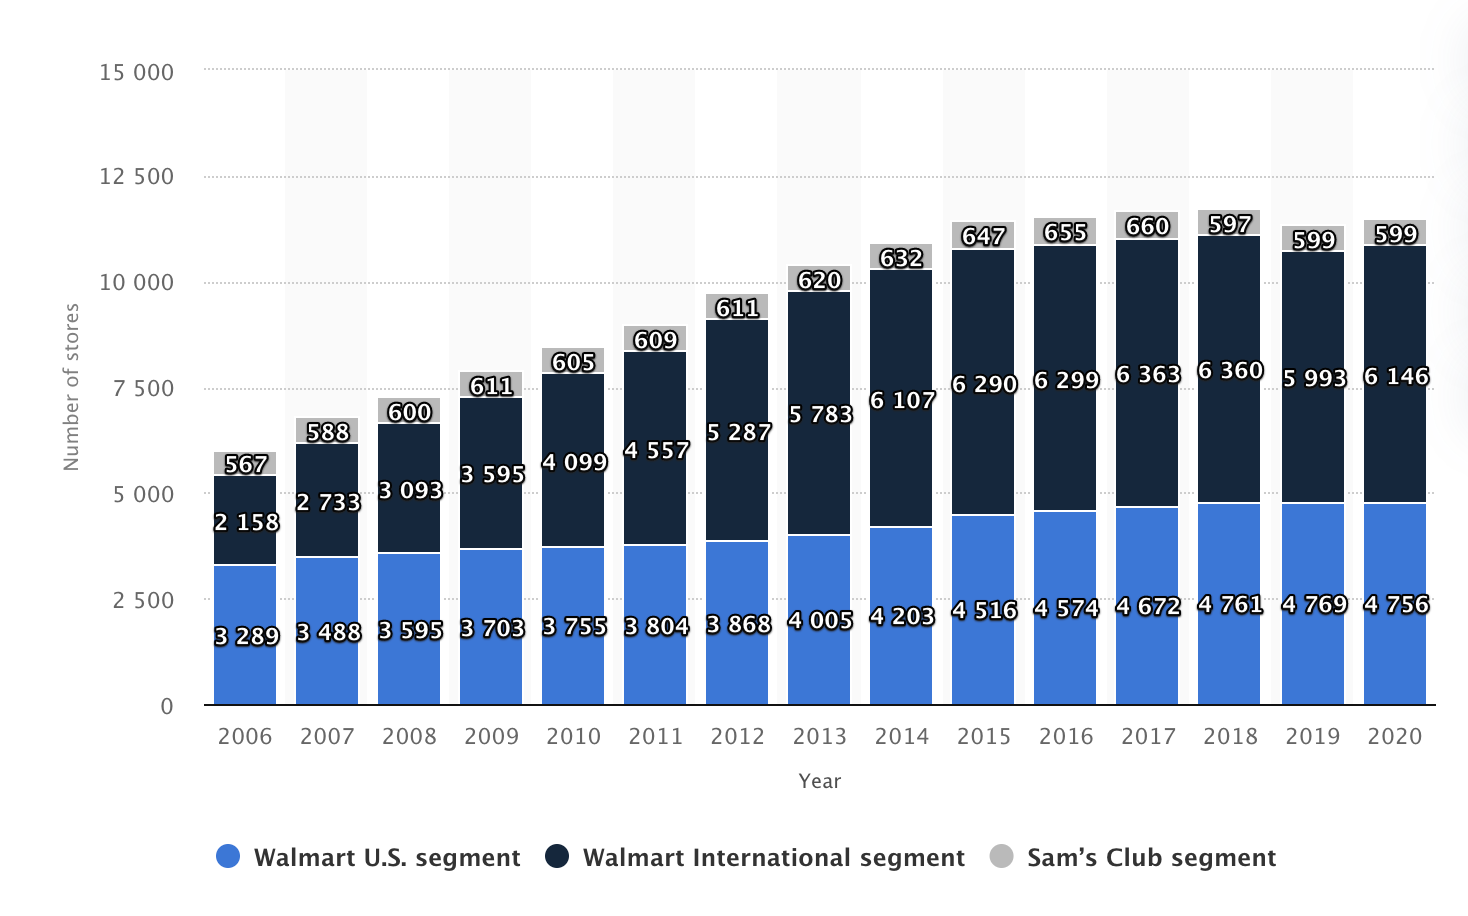 15 000
12 500
10 000
7 500
5 000
2 500
0
Number of stores
567 588 600 611 605 609 611 620 632 647 655 660 597 599 599
2 158 2 733 3 093 3 595 4 099 4 557 5 287 5 783 6 107 6 290 6 299 6 363 6 360 5 993 6 146
3 289 3 488 3 595 3 703 3 755 3 804 3 868 4 005 4 203 4 516 4 574 4 672 4 761 4 769 4 756
2006 2007 2008 2009 2010 2011 2012 2013 2014 2015 2016 2017 2018 2019 2020
Year
Walmart U.S. segment Walmart International segment Sam’s Club segment